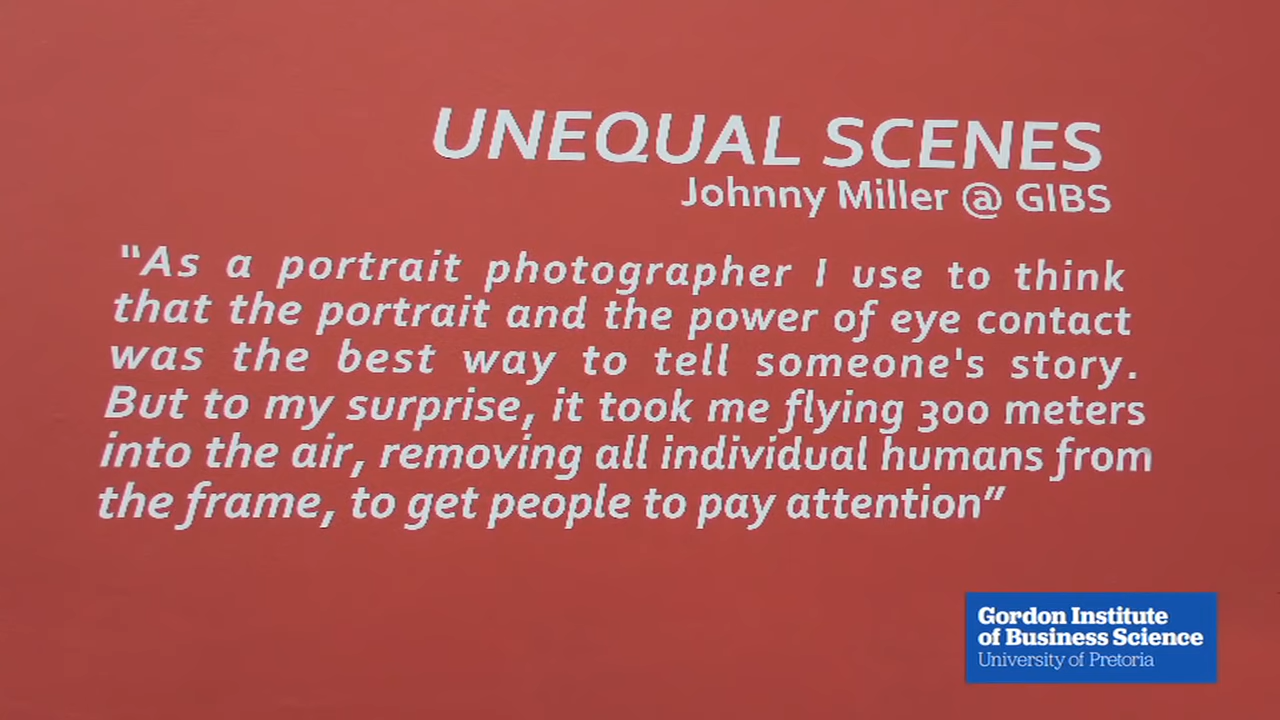 UNEQUAL SCENES
Johnny Miller @ GIBS
“As a portrait photographer I use to think
that the portrait and the power of eye contact
was the best way to tell someone's story.
But to my surprise, it took me flying 300 meters
into the air, removing all individual humans from
the frame, to get people to pay attention”
Gordon Institute
of Business Science
University of Pretoria